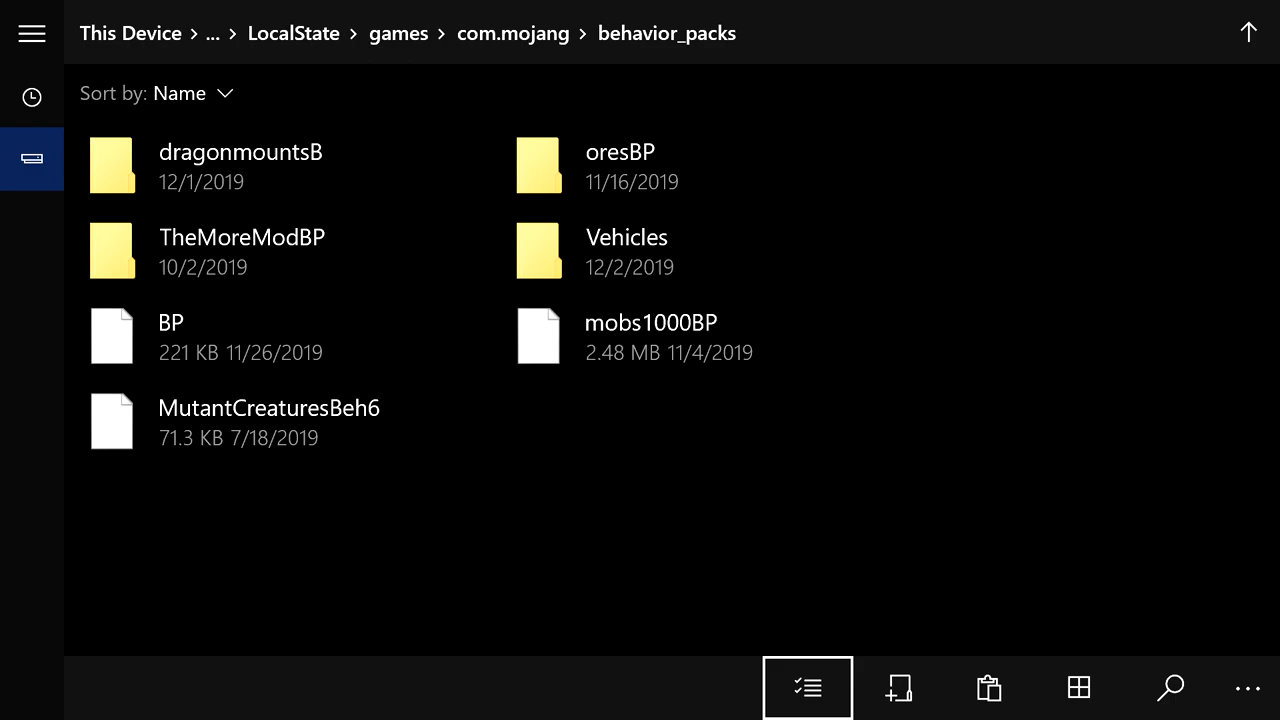 This Device > ... > LocalState > games > com.mojang > behavior_packs
Sort by: Name
dragonmountsB
12/1/2019
oresBP
11/16/2019
TheMoreModBP
10/2/2019
Vehicles
12/2/2019
BP
221 KB 11/26/2019
mobs1000BP
2.48 MB 11/4/2019
MutantCreaturesBeh6
71.3 KB 7/18/2019